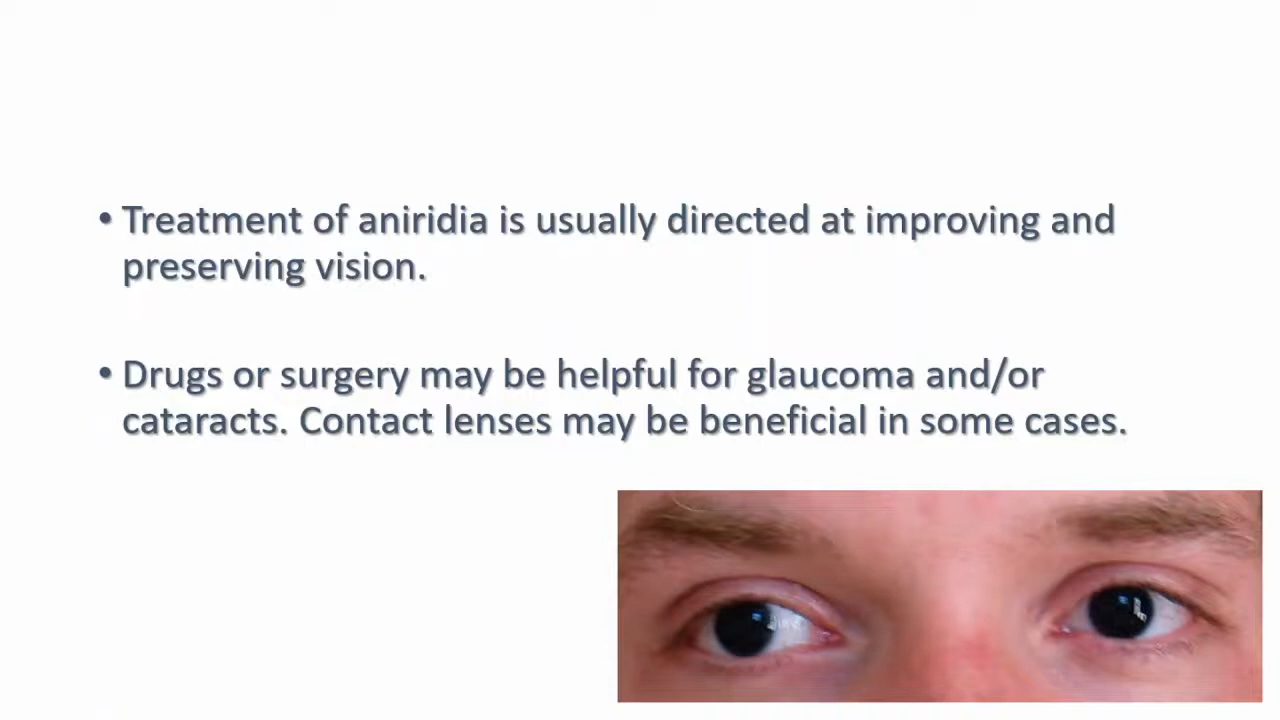 • Treatment of aniridia is usually directed at improving and
preserving vision.
• Drugs or surgery may be helpful for glaucoma and/or
cataracts. Contact lenses may be beneficial in some cases.